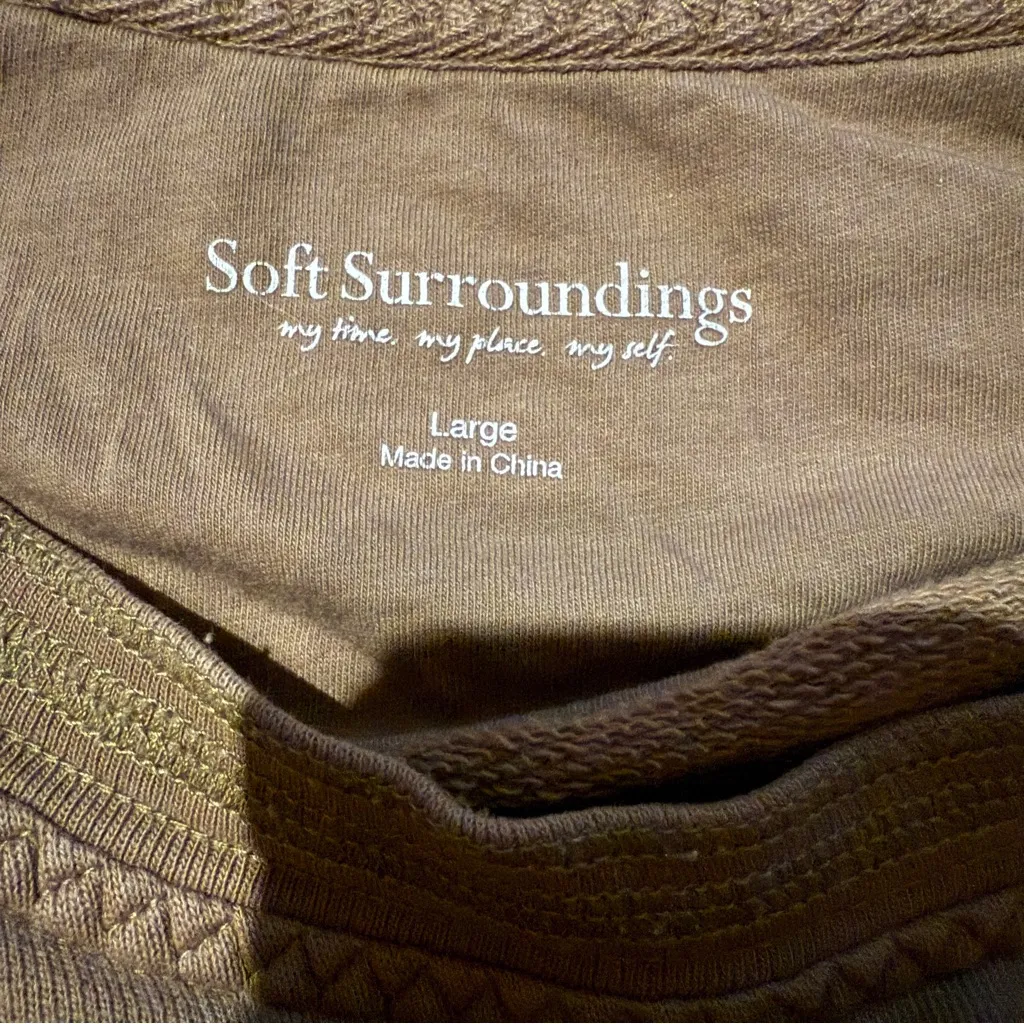 Soft Surroundings
my time. my place. my self.
Large
Made in China